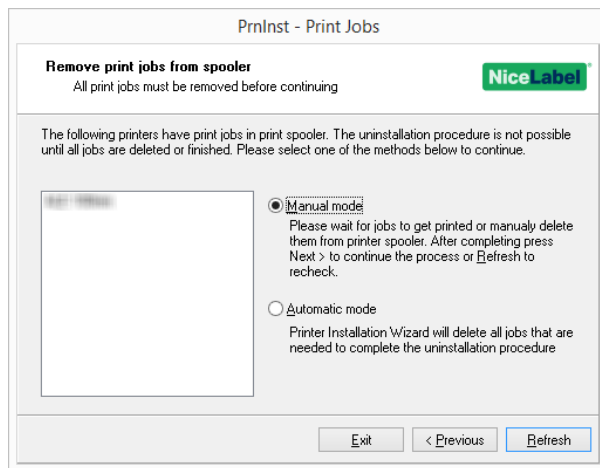 PrnInst - Print Jobs
Remove print jobs from spooler
All print jobs must be removed before continuing
NiceLabel
The following printers have print jobs in print spooler. The uninstallation procedure is not possible
until all jobs are deleted or finished. Please select one of the methods below to continue.
Manual mode
Please wait for jobs to get printed or manualy delete
them from printer spooler. After completing press
Next > to continue the process or Refresh to
recheck.
Automatic mode
Printer Installation Wizard will delete all jobs that are
needed to complete the uninstallation procedure
Exit
< Previous
Refresh